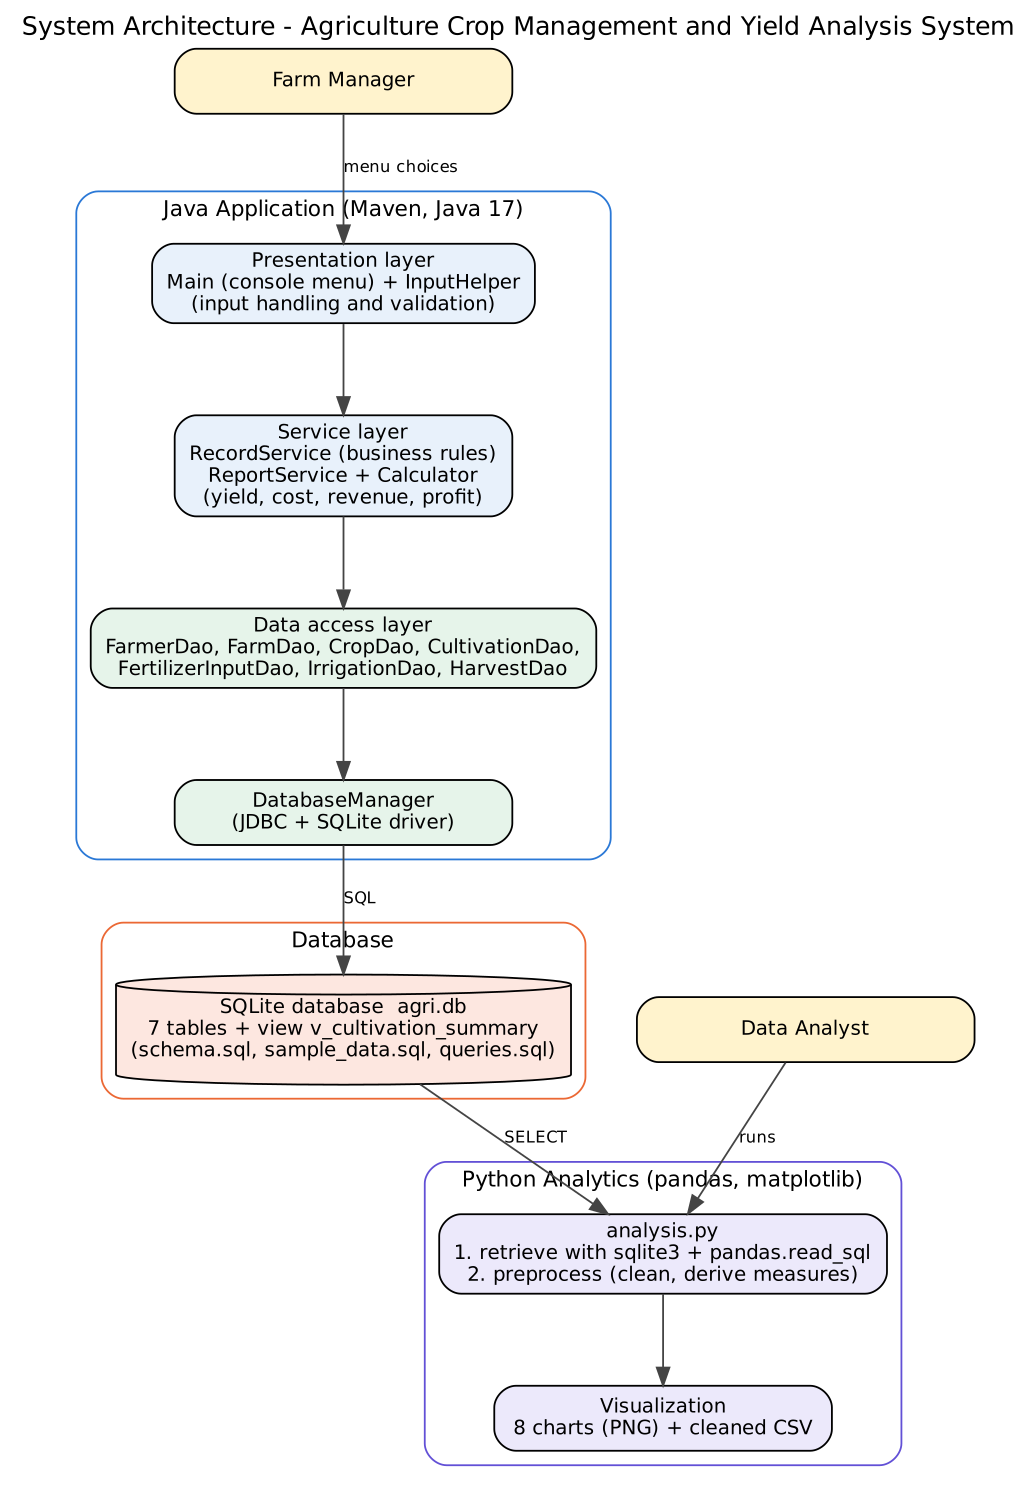 System Architecture - Agriculture Crop Management and Yield Analysis System
Farm Manager
menu choices
Java Application (Maven, Java 17)
Presentation layer
Main (console menu) + InputHelper
(input handling and validation)
Service layer
RecordService (business rules)
ReportService + Calculator
(yield, cost, revenue, profit)
Data access layer
FarmerDao, FarmDao, CropDao, CultivationDao,
FertilizerInputDao, IrrigationDao, HarvestDao
DatabaseManager
(JDBC + SQLite driver)
SQL
Database
SQLite database  agri.db
7 tables + view v_cultivation_summary
(schema.sql, sample_data.sql, queries.sql)
Data Analyst
SELECT
runs
Python Analytics (pandas, matplotlib)
analysis.py
1. retrieve with sqlite3 + pandas.read_sql
2. preprocess (clean, derive measures)
Visualization
8 charts (PNG) + cleaned CSV